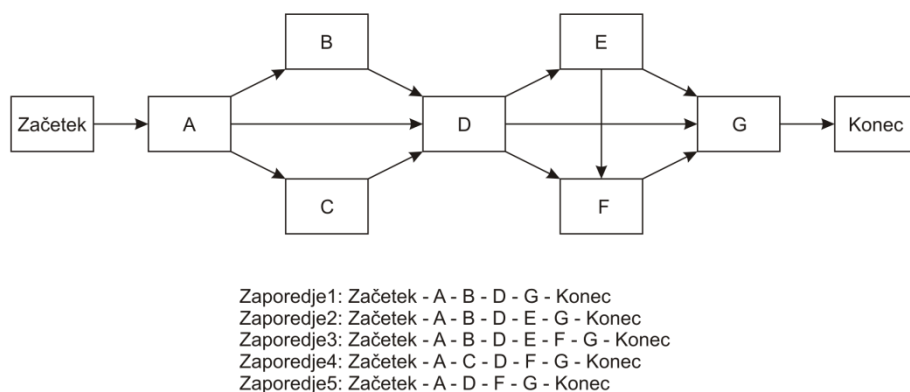 B
E
Začetek
A
D
G
Konec
C
F
Zaporedje1: Začetek - A - B - D - G - Konec
Zaporedje2: Začetek - A - B - D - E - G - Konec
Zaporedje3: Začetek - A - B - D - E - F - G - Konec
Zaporedje4: Začetek - A - C - D - F - G - Konec
Zaporedje5: Začetek - A - D - F - G - Konec